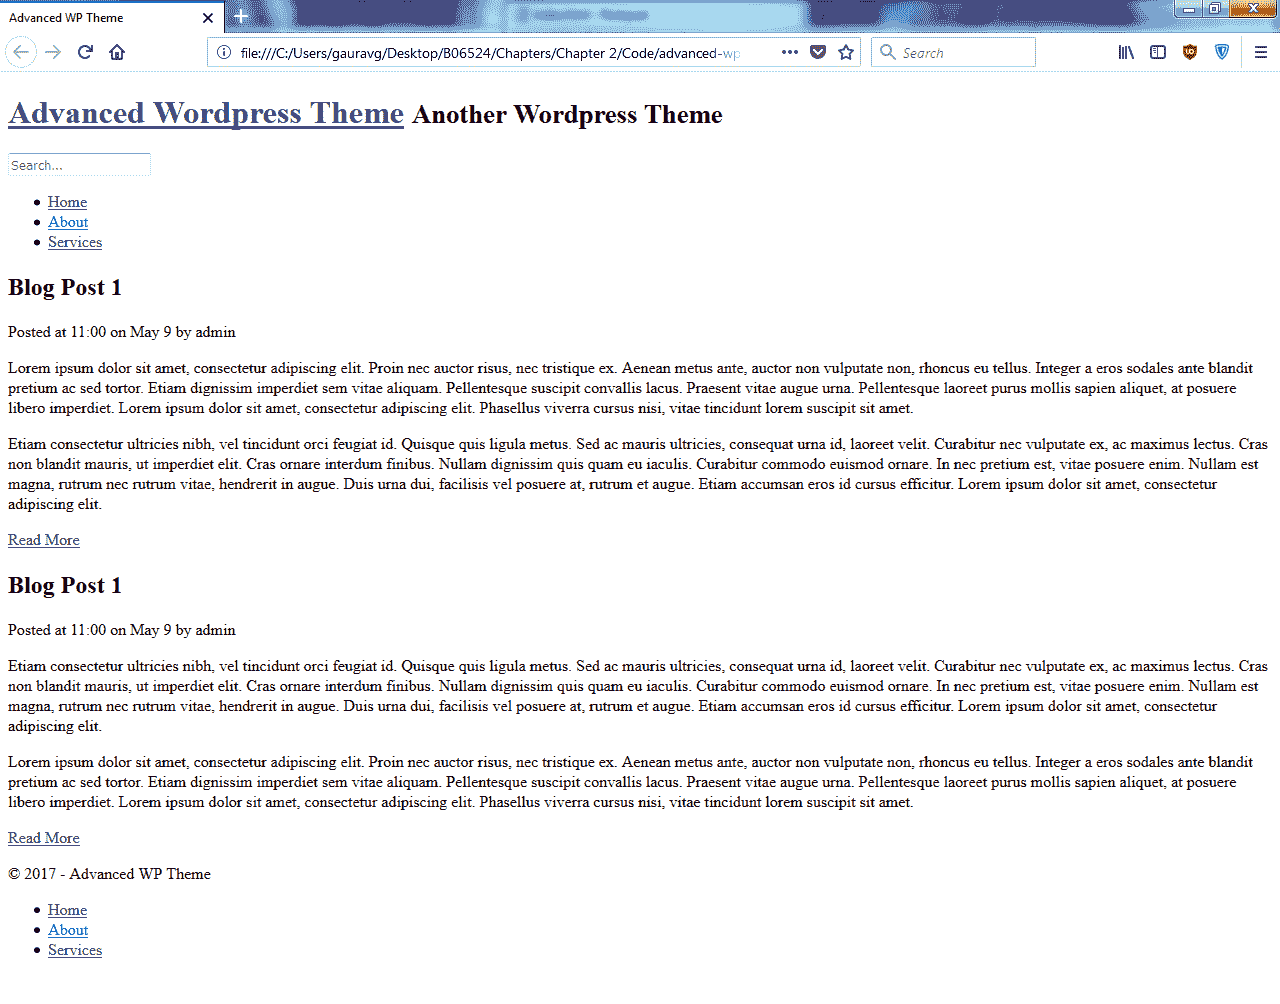 Advanced WP Theme
file:///C:/Users/gauravg/Desktop/B06524/Chapters/Chapter 2/Code/advanced-wp
Search
Advanced Wordpress Theme Another Wordpress Theme
Search...
Home
About
Services
Blog Post 1
Posted at 11:00 on May 9 by admin
Lorem ipsum dolor sit amet, consectetur adipiscing elit. Proin nec auctor risus, nec tristique ex. Aenean metus ante, auctor non vulputate non, rhoncus eu tellus. Integer a eros sodales ante blandit
pretium ac sed tortor. Etiam dignissim imperdiet sem vitae aliquam. Pellentesque suscipit convallis lacus. Praesent vitae augue urna. Pellentesque laoreet purus mollis sapien aliquet, at posuere
libero imperdiet. Lorem ipsum dolor sit amet, consectetur adipiscing elit. Phasellus viverra cursus nisi, vitae tincidunt lorem suscipit sit amet.
Etiam consectetur ultricies nibh, vel tincidunt orci feugiat id. Quisque quis ligula metus. Sed ac mauris ultricies, consequat urna id, laoreet velit. Curabitur nec vulputate ex, ac maximus lectus. Cras
non blandit mauris, ut imperdiet elit. Cras ornare interdum finibus. Nullam dignissim quis quam eu iaculis. Curabitur commodo euismod ornare. In nec pretium est, vitae posuere enim. Nullam est
magna, rutrum nec rutrum vitae, hendrerit in augue. Duis urna dui, facilisis vel posuere at, rutrum et augue. Etiam accumsan eros id cursus efficitur. Lorem ipsum dolor sit amet, consectetur
adipiscing elit.
Read More
Blog Post 1
Posted at 11:00 on May 9 by admin
Etiam consectetur ultricies nibh, vel tincidunt orci feugiat id. Quisque quis ligula metus. Sed ac mauris ultricies, consequat urna id, laoreet velit. Curabitur nec vulputate ex, ac maximus lectus. Cras
non blandit mauris, ut imperdiet elit. Cras ornare interdum finibus. Nullam dignissim quis quam eu iaculis. Curabitur commodo euismod ornare. In nec pretium est, vitae posuere enim. Nullam est
magna, rutrum nec rutrum vitae, hendrerit in augue. Duis urna dui, facilisis vel posuere at, rutrum et augue. Etiam accumsan eros id cursus efficitur. Lorem ipsum dolor sit amet, consectetur
adipiscing elit.
Lorem ipsum dolor sit amet, consectetur adipiscing elit. Proin nec auctor risus, nec tristique ex. Aenean metus ante, auctor non vulputate non, rhoncus eu tellus. Integer a eros sodales ante blandit
pretium ac sed tortor. Etiam dignissim imperdiet sem vitae aliquam. Pellentesque suscipit convallis lacus. Praesent vitae augue urna. Pellentesque laoreet purus mollis sapien aliquet, at posuere
libero imperdiet. Lorem ipsum dolor sit amet, consectetur adipiscing elit. Phasellus viverra cursus nisi, vitae tincidunt lorem suscipit sit amet.
Read More
© 2017 - Advanced WP Theme
Home
About
Services